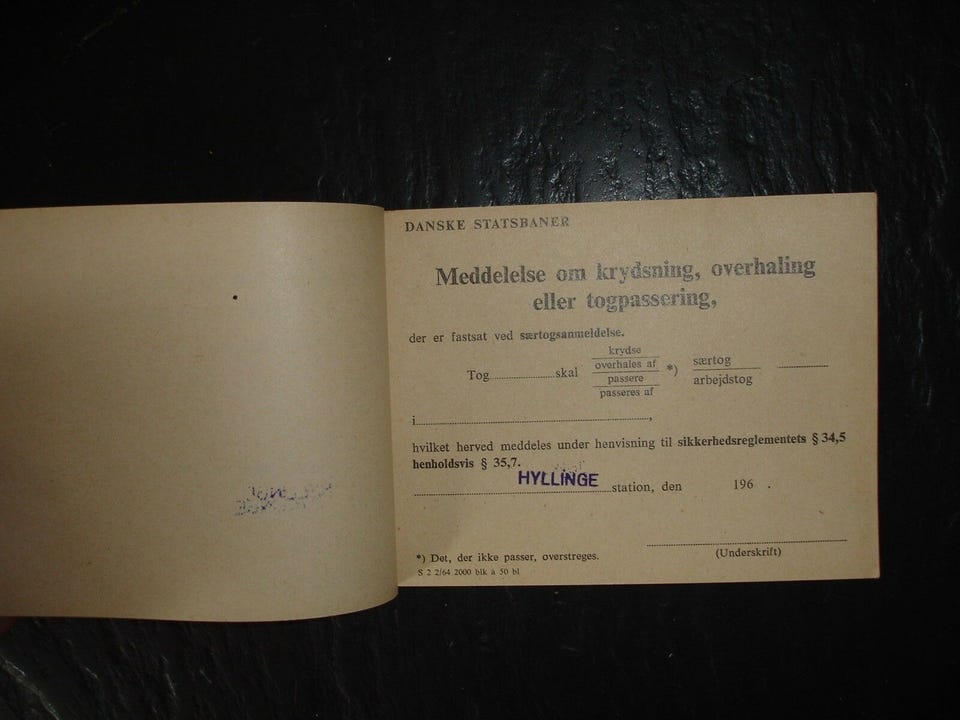 DANSKE STATSBANER
Meddelelse om krydsning, overhaling
eller togpassering,
der er fastsat ved særtogsanmeldelse.
Tog skal krydse overhales af passere passeres af *) særtog arbejdstog
i ,
hvilket herved meddeles under henvisning til sikkerhedsreglementets § 34,5
henholdsvis § 35,7.
HYLLINGE station, den 196 .
(Underskrift)
*) Det, der ikke passer, overstreges.
S 2 2/64 2000 blk à 50 bl